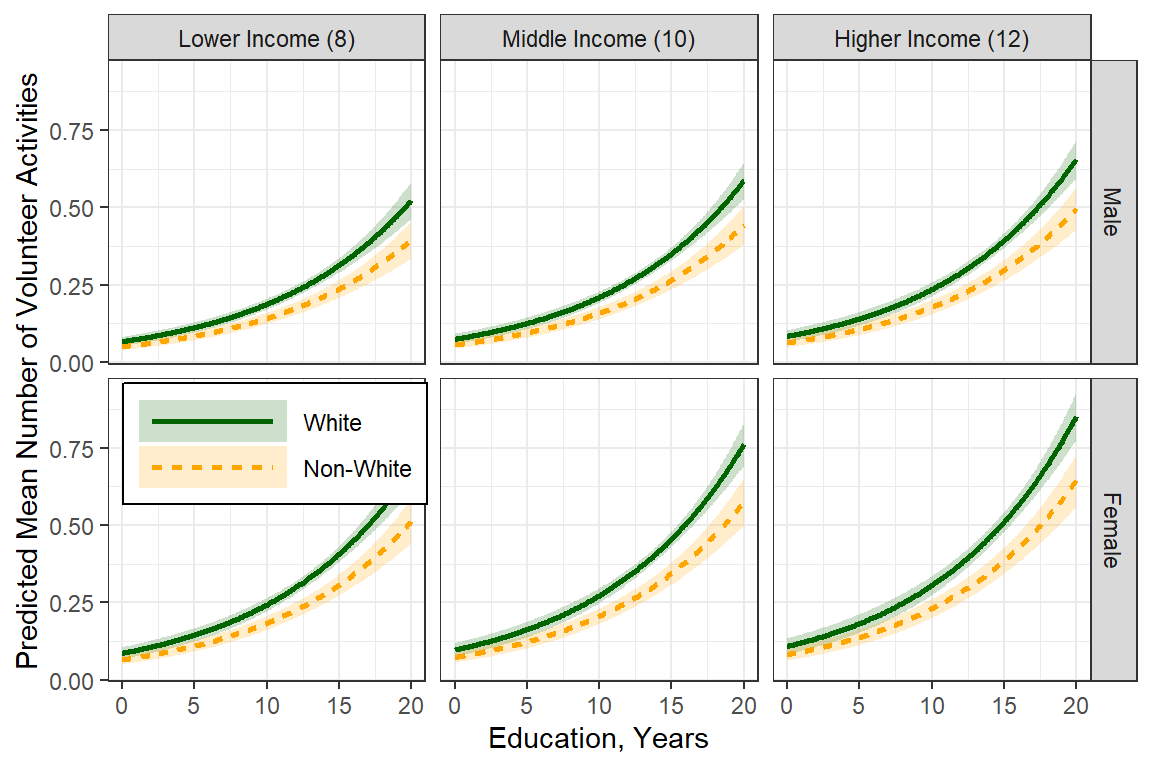 Lower Income (8)
Middle Income (10)
Higher Income (12)
Predicted Mean Number of Volunteer Activities
0.75
0.50
0.25
0.00
Male
0.75
0.50
0.25
0.00
White
Non-White
Female
0 5 10 15 20
0 5 10 15 20
0 5 10 15 20
Education, Years